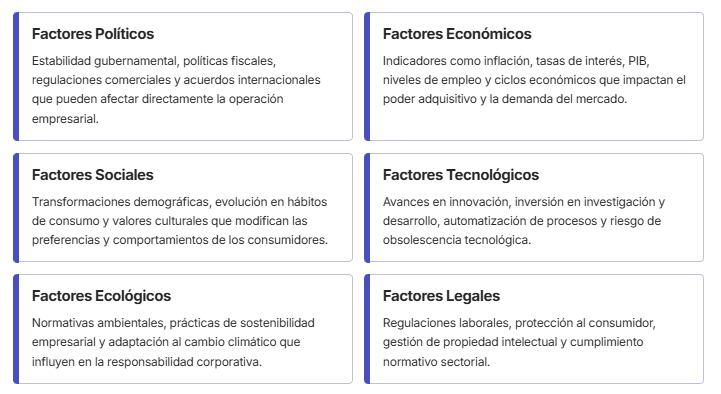 Factores Políticos
Estabilidad gubernamental, políticas fiscales,
regulaciones comerciales y acuerdos internacionales
que pueden afectar directamente la operación
empresarial.
Factores Económicos
Indicadores como inflación, tasas de interés, PIB,
niveles de empleo y ciclos económicos que impactan el
poder adquisitivo y la demanda del mercado.
Factores Sociales
Transformaciones demográficas, evolución en hábitos
de consumo y valores culturales que modifican las
preferencias y comportamientos de los consumidores.
Factores Tecnológicos
Avances en innovación, inversión en investigación y
desarrollo, automatización de procesos y riesgo de
obsolescencia tecnológica.
Factores Ecológicos
Normativas ambientales, prácticas de sostenibilidad
empresarial y adaptación al cambio climático que
influyen en la responsabilidad corporativa.
Factores Legales
Regulaciones laborales, protección al consumidor,
gestión de propiedad intelectual y cumplimiento
normativo sectorial.